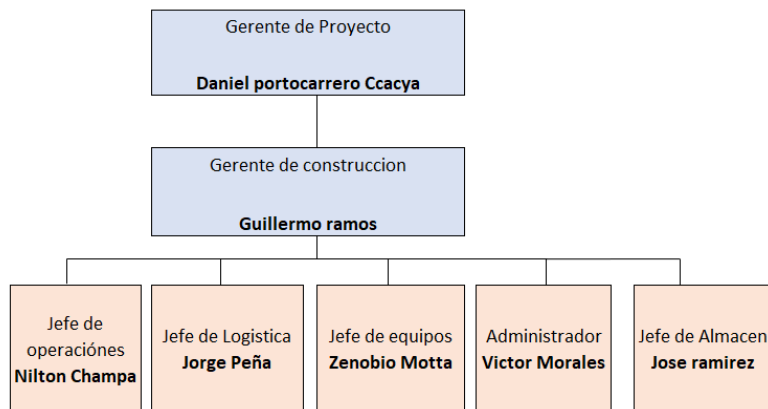 Gerente de Proyecto
Daniel portocarrero Ccacya
Gerente de construccion
Guillermo ramos
Jefe de
operaciónes
Nilton Champa
Jefe de Logistica
Jorge Peña
Jefe de equipos
Zenobio Motta
Administrador
Victor Morales
Jefe de Almacen
Jose ramirez